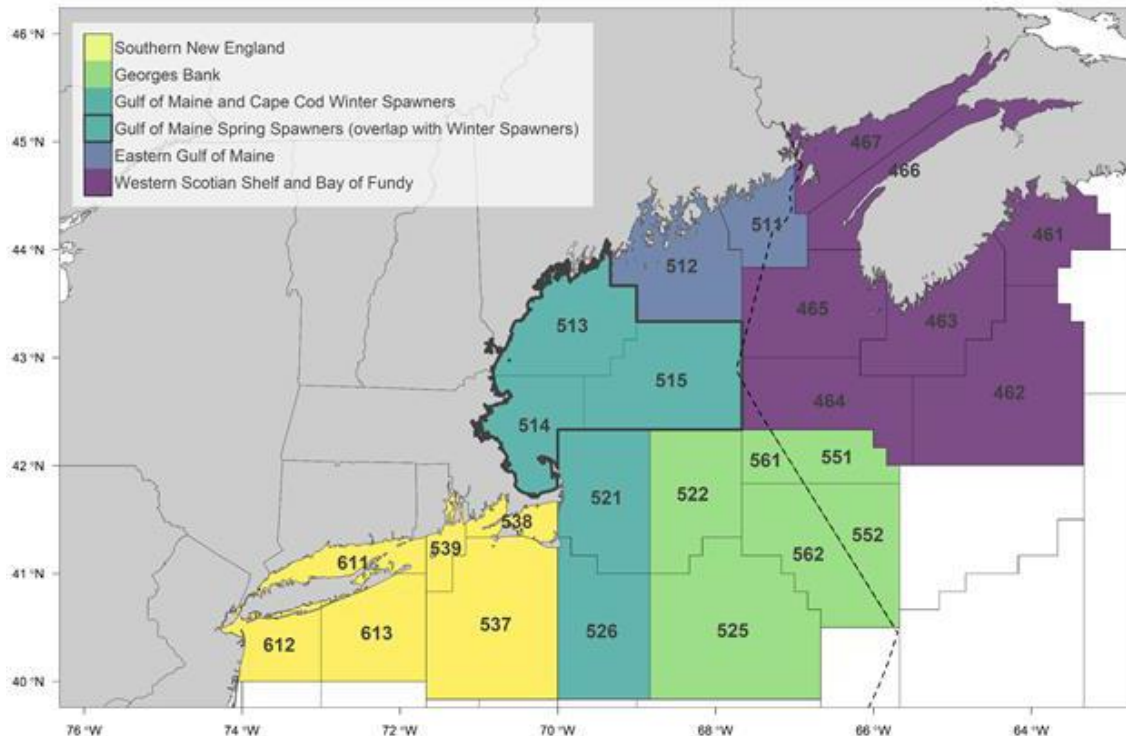 46 °N
Southern New England
Georges Bank
Gulf of Maine and Cape Cod Winter Spawners
Gulf of Maine Spring Spawners (overlap with Winter Spawners)
Eastern Gulf of Maine
Western Scotian Shelf and Bay of Fundy
45 °N
467
466
44 °N
511
461
512
43 °N
513
465
463
515
464
462
514
42 °N
561
551
521
522
538
552
539
562
41 °N
611
612
613
537
526
525
40 °N
76 °W
74 °W
72 °W
70 °W
68 °W
66 °W
64 °W